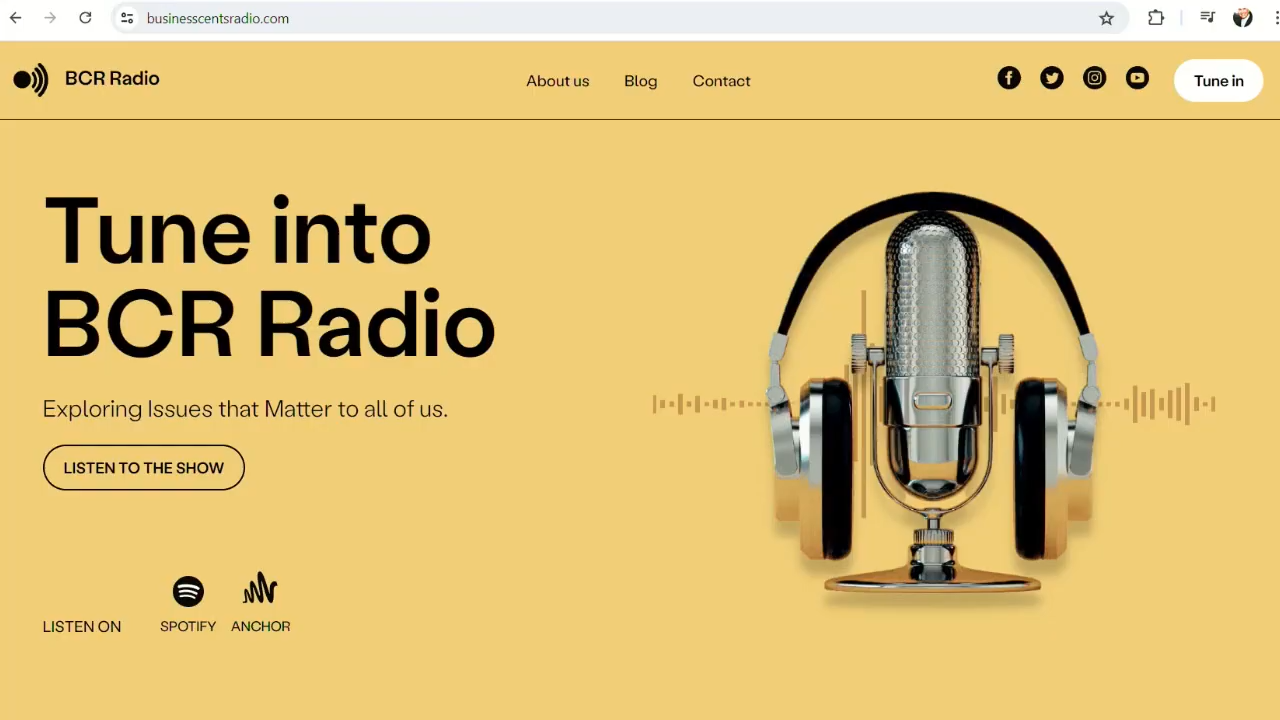 businesscentsradio.com
BCR Radio
About us
Blog
Contact
Tune in
Tune into
BCR Radio
Exploring Issues that Matter to all of us.
LISTEN TO THE SHOW
LISTEN ON
SPOTIFY
ANCHOR